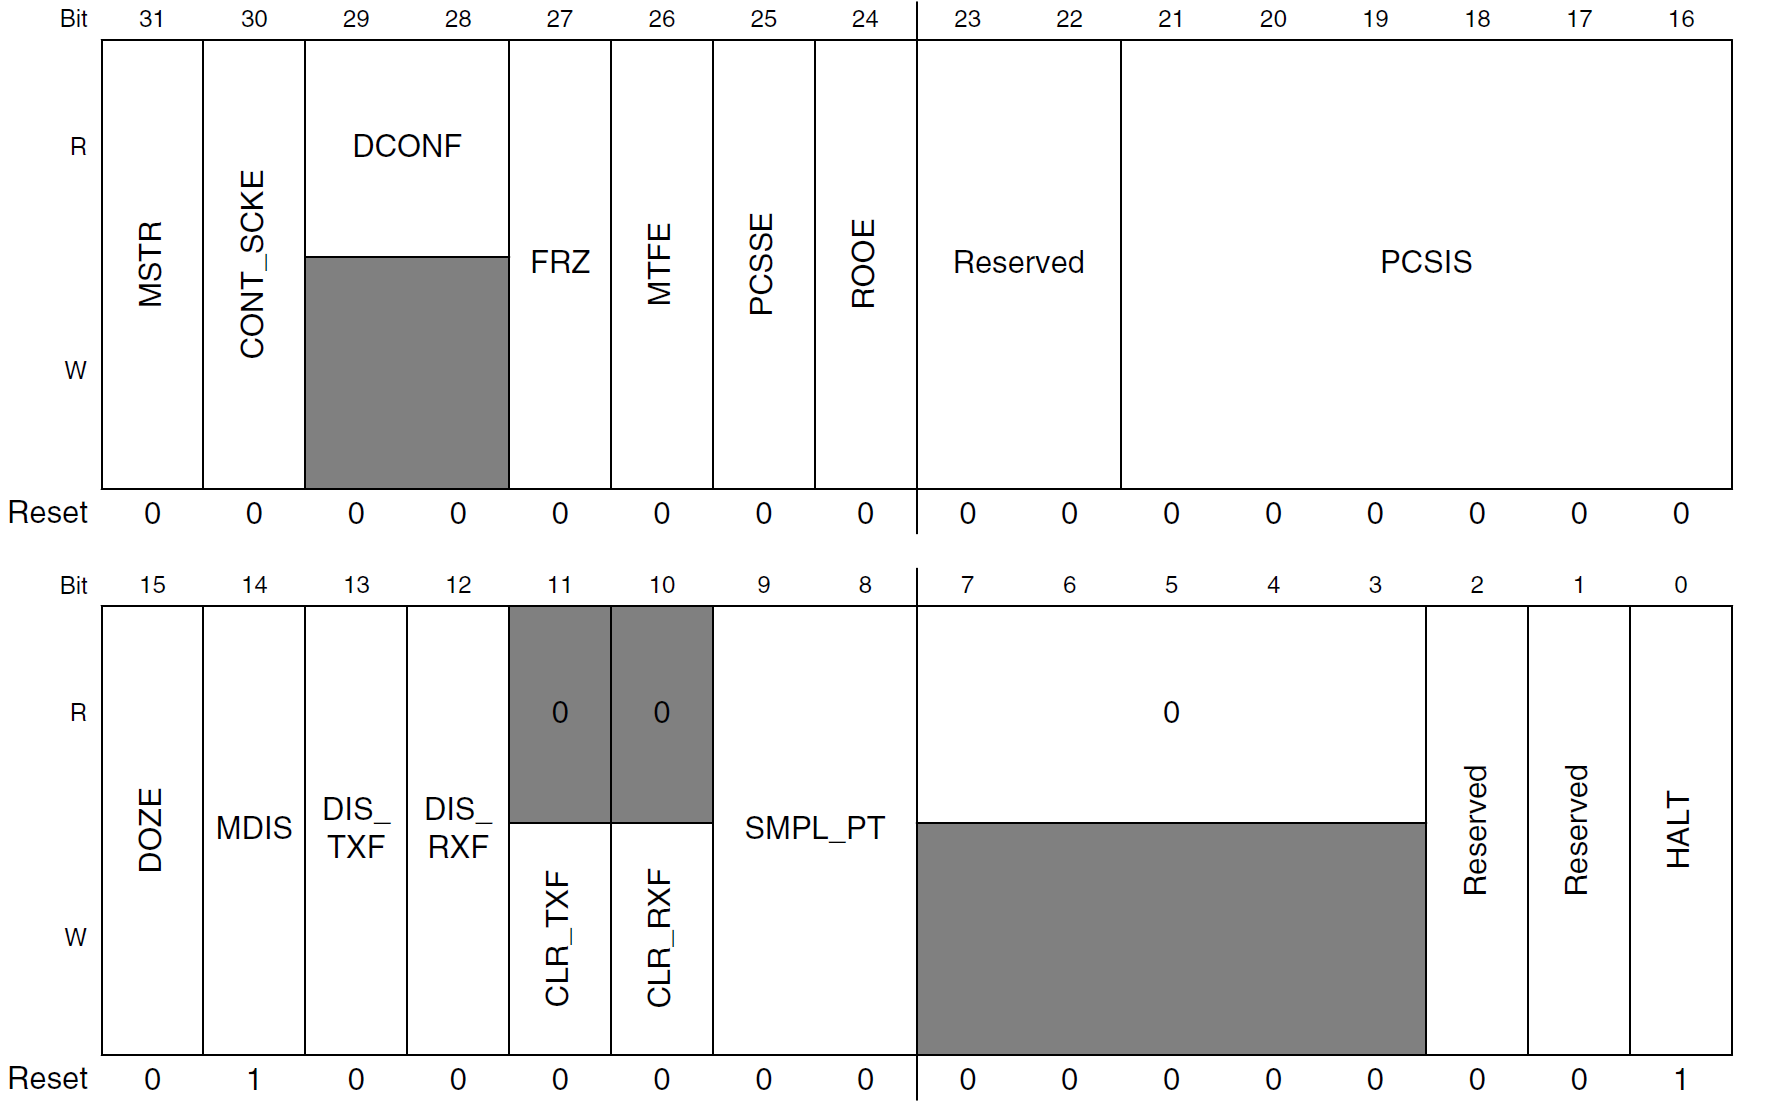 Bit 31 30 29 28 27 26 25 24 23 22 21 20 19 18 17 16
R
W
MSTR
CONT_SCKE
DCONF
FRZ
MTFE
PCSSE
ROOE
Reserved
PCSIS
Reset 0 0 0 0 0 0 0 0 0 0 0 0 0 0 0 0
Bit 15 14 13 12 11 10 9 8 7 6 5 4 3 2 1 0
R
W
DOZE
MDIS
DIS_
TXF
DIS_
RXF
0
CLR_TXF
0
CLR_RXF
SMPL_PT
0
Reserved
Reserved
HALT
Reset 0 1 0 0 0 0 0 0 0 0 0 0 0 0 0 1